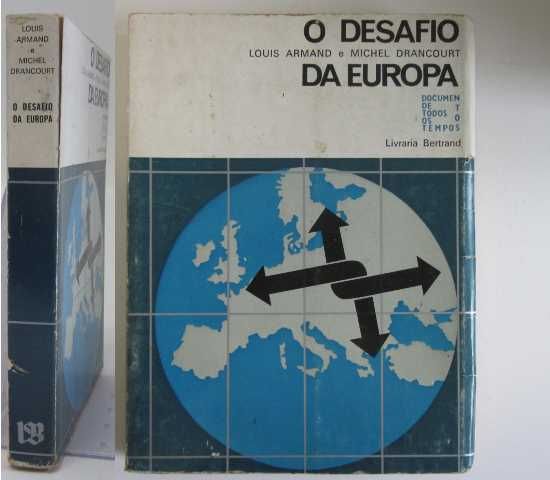 LOUIS
ARMAND
e
MICHEL
DRANCOURT
O DESAFIO
DA EUROPA
LB
O DESAFIO
LOUIS ARMAND e MICHEL DRANCOURT
DA EUROPA
DOCUMEN
DE T
TODOS O
OS
TEMPOS
Livraria Bertrand